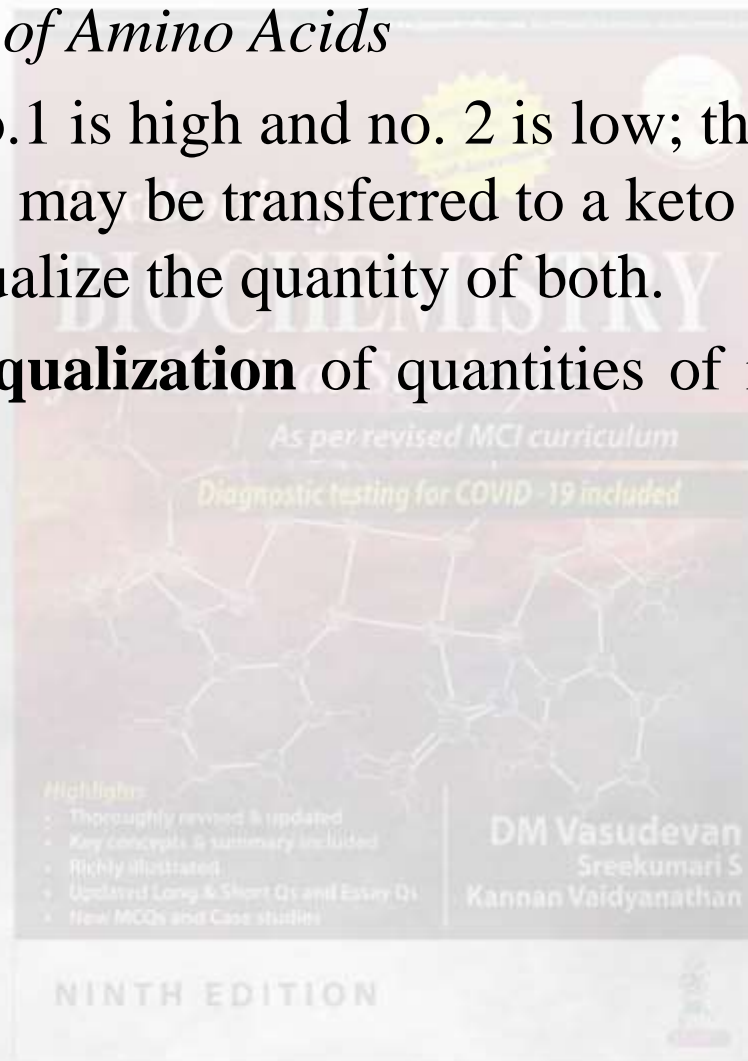 of Amino Acids
o.1 is high and no. 2 is low; th
may be transferred to a keto
ualize the quantity of both.
qualization of quantities of
BIOCHEMISTRY
As per revised MCI curriculum
Diagnostic testing for COVID-19 included
Highlights
• Thoroughly revised & updated
• Key concepts & summary included
• Richly illustrated
• Updated Long & Short Qs and Essay Qs
• New MCQs and Case studies
DM Vasudevan
Sreekumari S
Kannan Vaidyanathan
NINTH EDITION